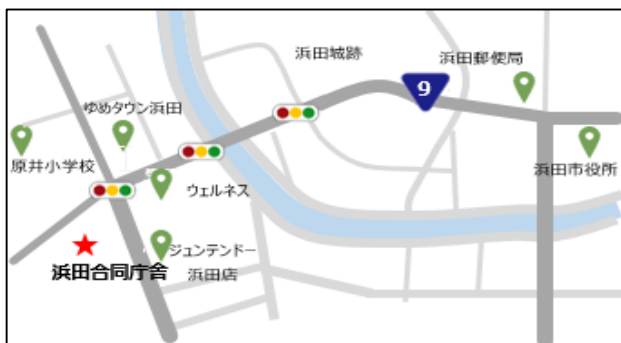 浜田城跡
浜田郵便局
9
ゆめタウン浜田
原井小学校
浜田市役所
ウェルネス
ジュンテンドー
浜田店
浜田合同庁舎